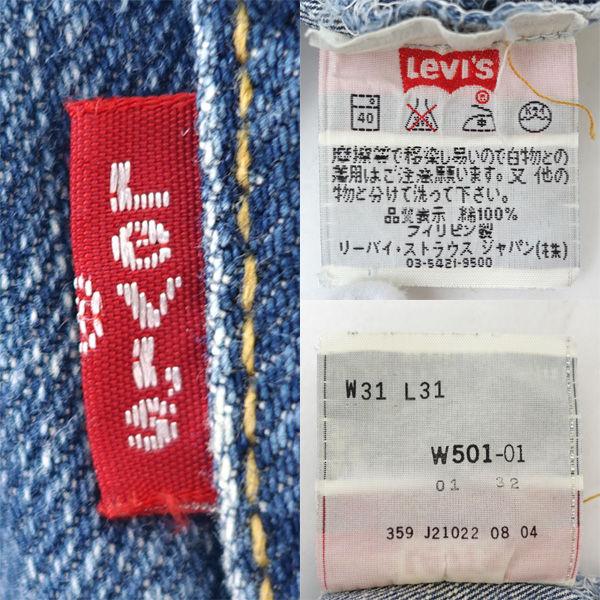 Levi's
®
Levi's
®
40
ドライ
摩擦等で移染し易いので白物との
着用はご注意願います。又 他の
物と分けて洗って下さい。
品質表示 綿100%
フィリピン製
リーバイ・ストラウス ジャパン(株)
03-5421-9500
W31 L31
W501-01
01 32
359 J21022 08 04